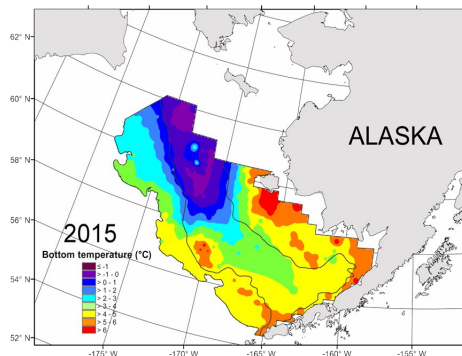 62° N
60° N
58° N
56° N
54° N
52° N
ALASKA
2015
Bottom temperature (°C)
≤ -1
> -1 - 0
> 0 - 1
> 1 - 2
> 2 - 3
> 3 - 4
> 4 - 5
> 5 - 6
> 6
-175°W
-170°W
-165°W
-160°W
-155°W